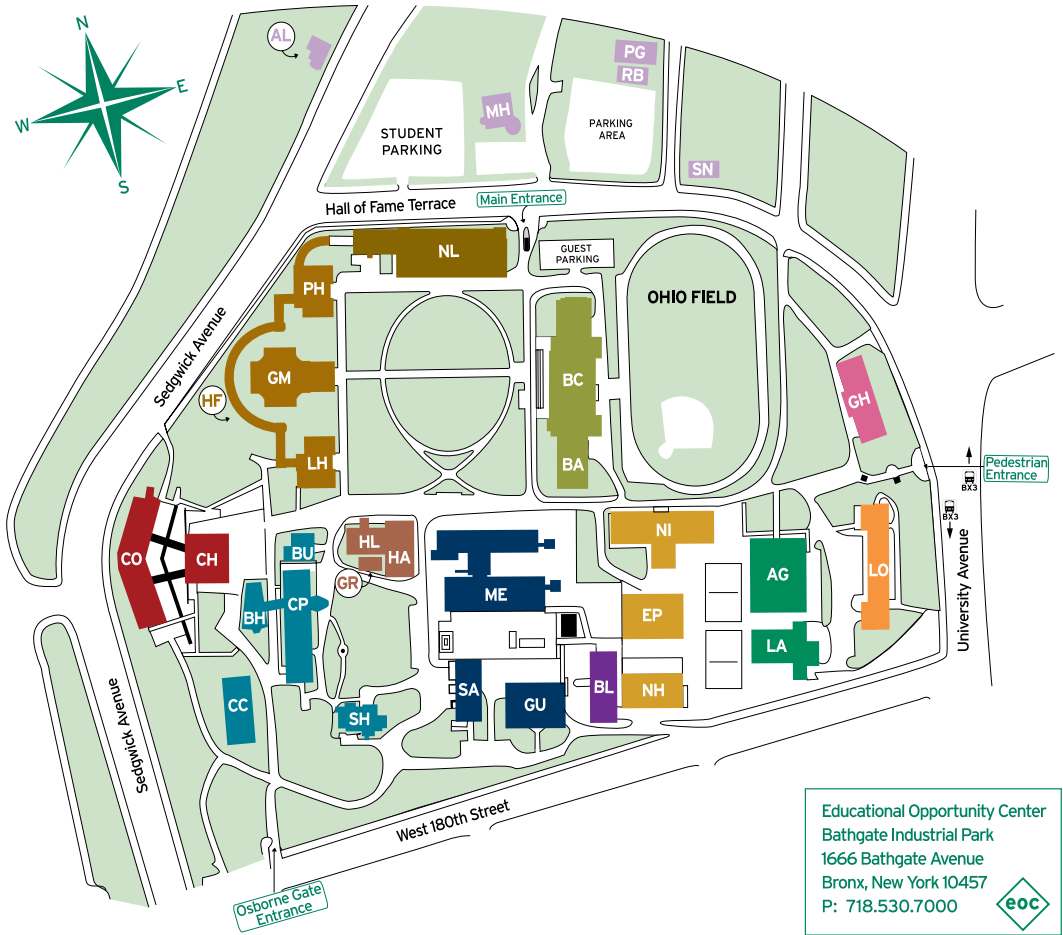 N
E
W
S
AL
PG
RB
MH
STUDENT
PARKING
PARKING
AREA
SN
Main Entrance
Hall of Fame Terrace
NL
GUEST
PARKING
PH
OHIO FIELD
Sedgwick Avenue
GM
BC
HF
GH
LH
BA
Pedestrian
Entrance
BX3
BX3
CO
CH
BU
HL
HA
GR
NI
AG
LO
BH
CP
ME
EP
University Avenue
LA
CC
SH
SA
GU
BL
NH
Sedgwick Avenue
West 180th Street
Osborne Gate
Entrance
Educational Opportunity Center
Bathgate Industrial Park
1666 Bathgate Avenue
Bronx, New York 10457
P: 718.530.7000
eoc